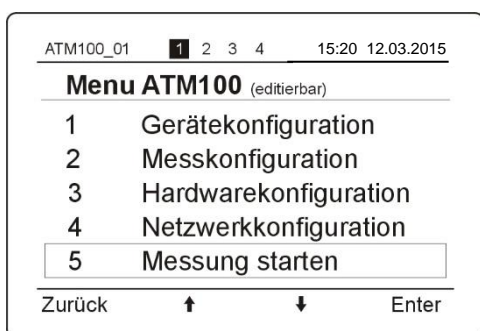 ATM100_01 1 2 3 4 15:20 12.03.2015
Menu ATM100 (editierbar)
1 Gerätekonfiguration
2 Messkonfiguration
3 Hardwarekonfiguration
4 Netzwerkkonfiguration
5 Messung starten
Zurück ↑ ↓ Enter